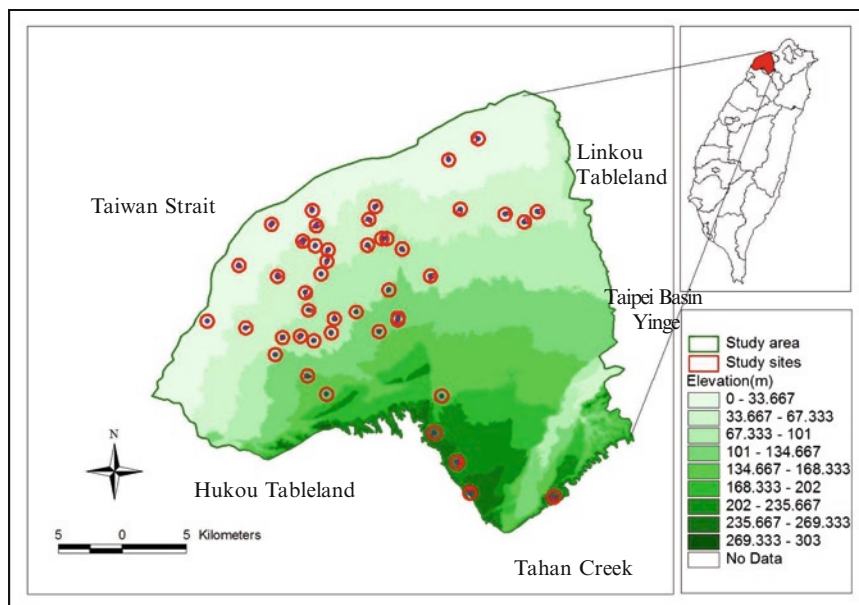 Linkou
Tableland
Taiwan Strait
Taipei Basin
Yinge
N
Hukou Tableland
5 0 5 Kilometers
Tahan Creek
Study area
Study sites
Elevation(m)
0 - 33.667
33.667 - 67.333
67.333 - 101
101 - 134.667
134.667 - 168.333
168.333 - 202
202 - 235.667
235.667 - 269.333
269.333 - 303
No Data